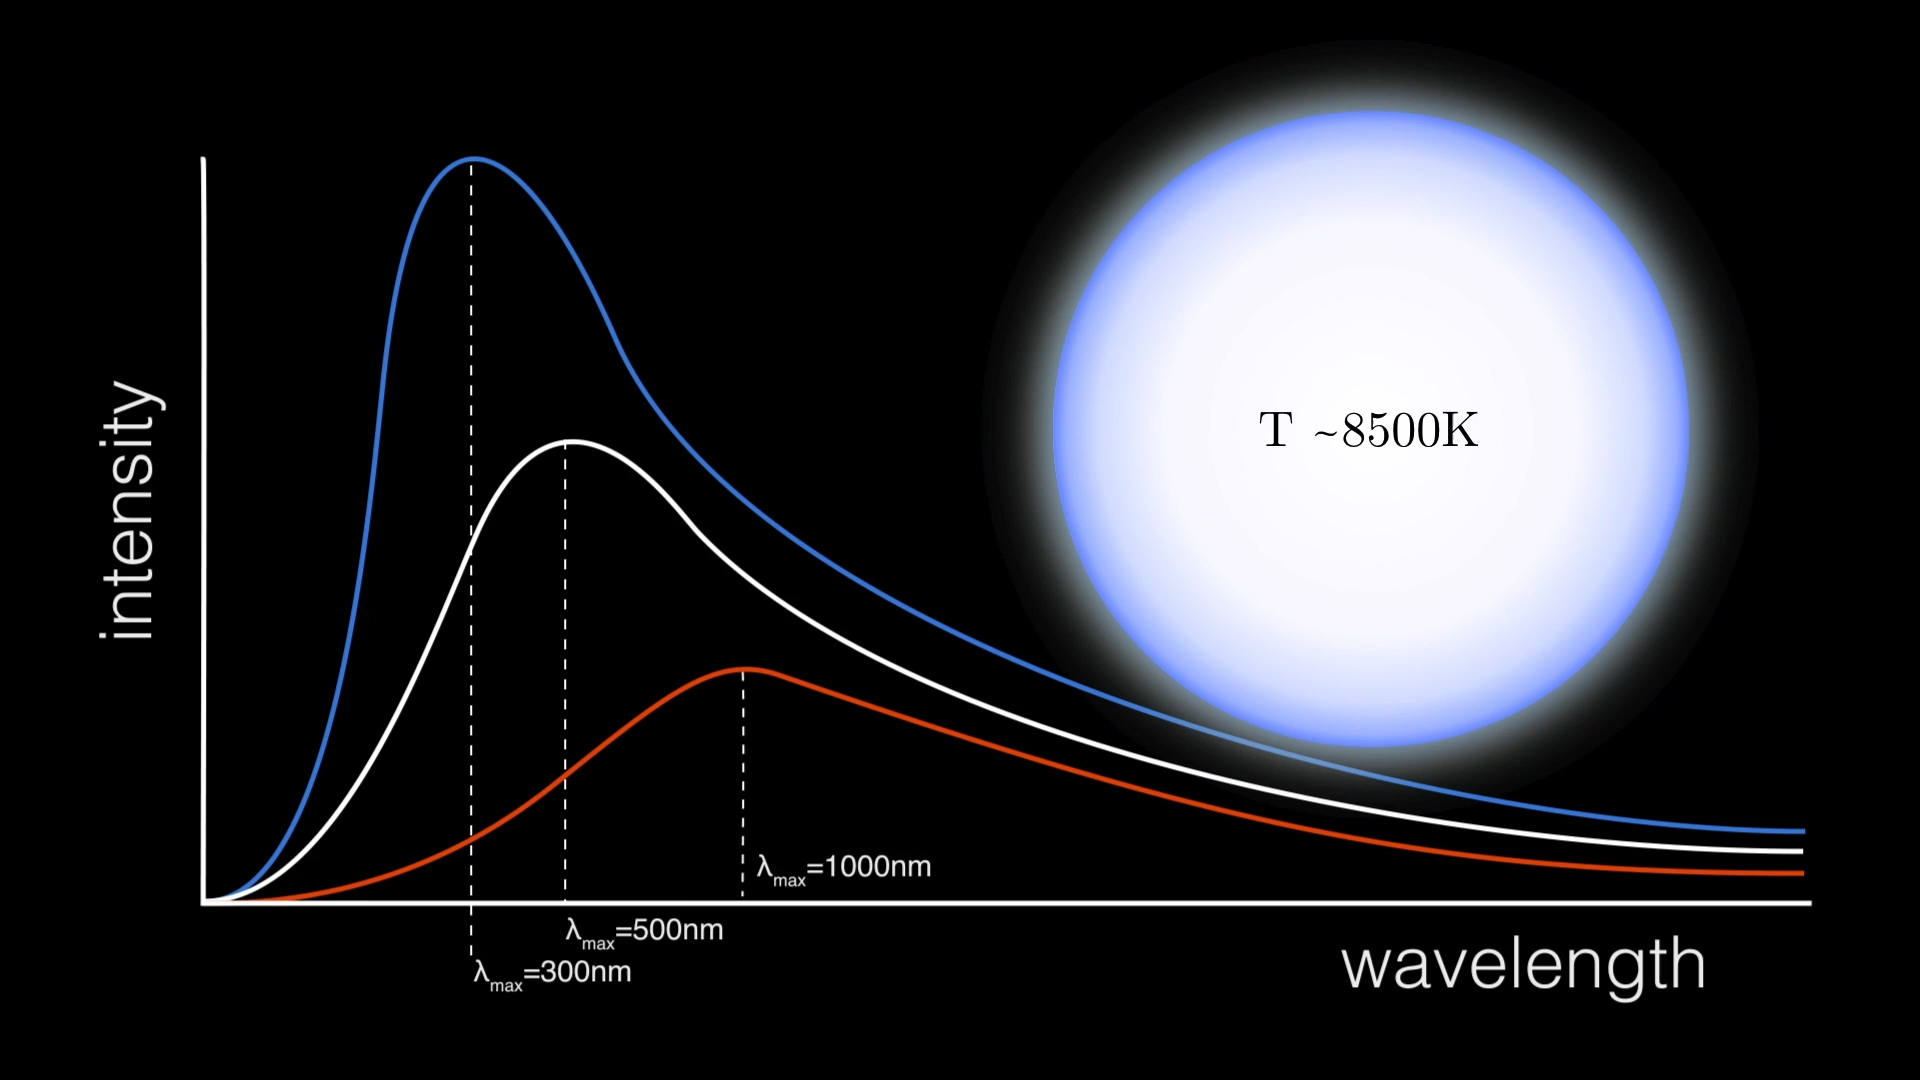 intensity
T ~8500K
λmax=1000nm
λmax=500nm
λmax=300nm
wavelength